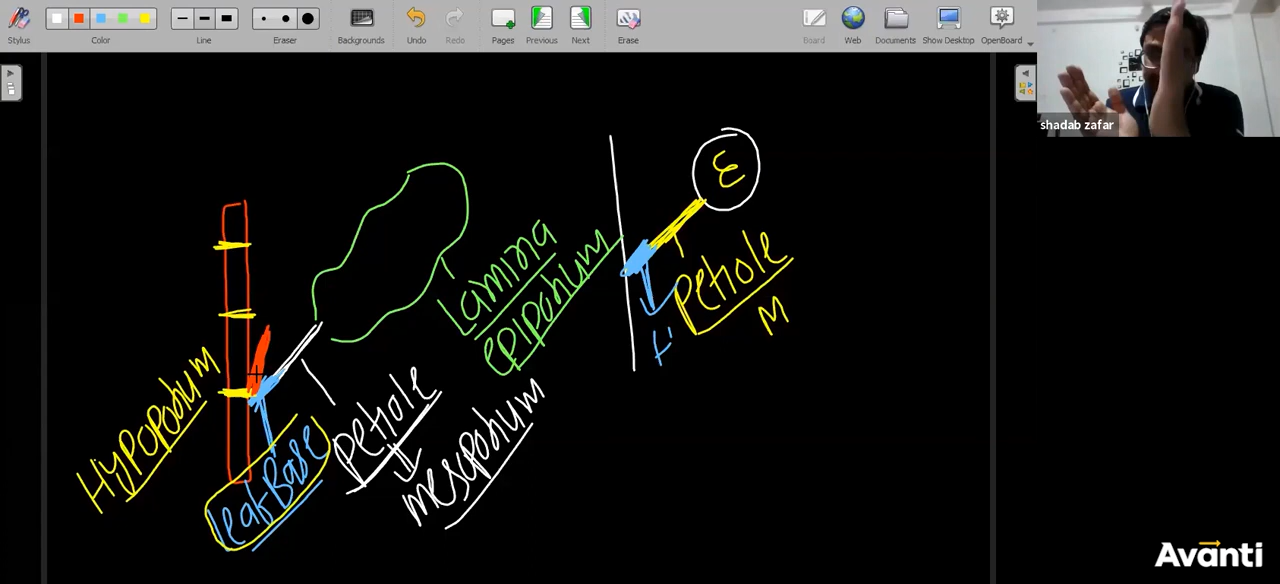 Stylus
Color
Line
Eraser
Backgrounds
Undo
Redo
Pages
Previous
Next
Erase
Board
Web
Documents
Show Desktop
OpenBoard
shadab zafar
Lamina
epipodium
Hypopodium
Leaf Base
Petiole
mesopodium
E
Petiole
M
Avanti